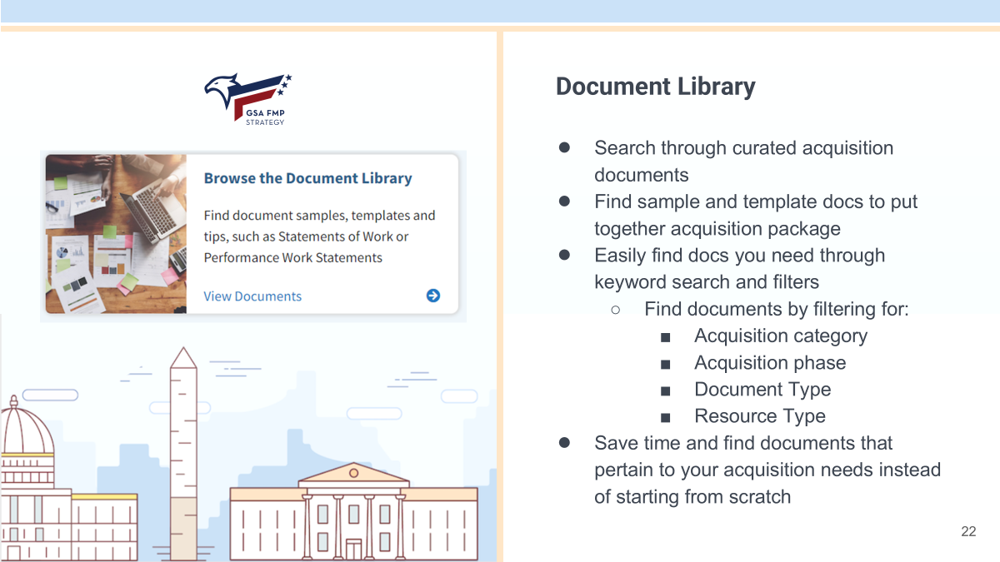 GSA FMP
STRATEGY
Browse the Document Library
Find document samples, templates and
tips, such as Statements of Work or
Performance Work Statements
View Documents
Document Library
● Search through curated acquisition
documents
● Find sample and template docs to put
together acquisition package
● Easily find docs you need through
keyword search and filters
○ Find documents by filtering for:
■ Acquisition category
■ Acquisition phase
■ Document Type
■ Resource Type
● Save time and find documents that
pertain to your acquisition needs instead
of starting from scratch
22